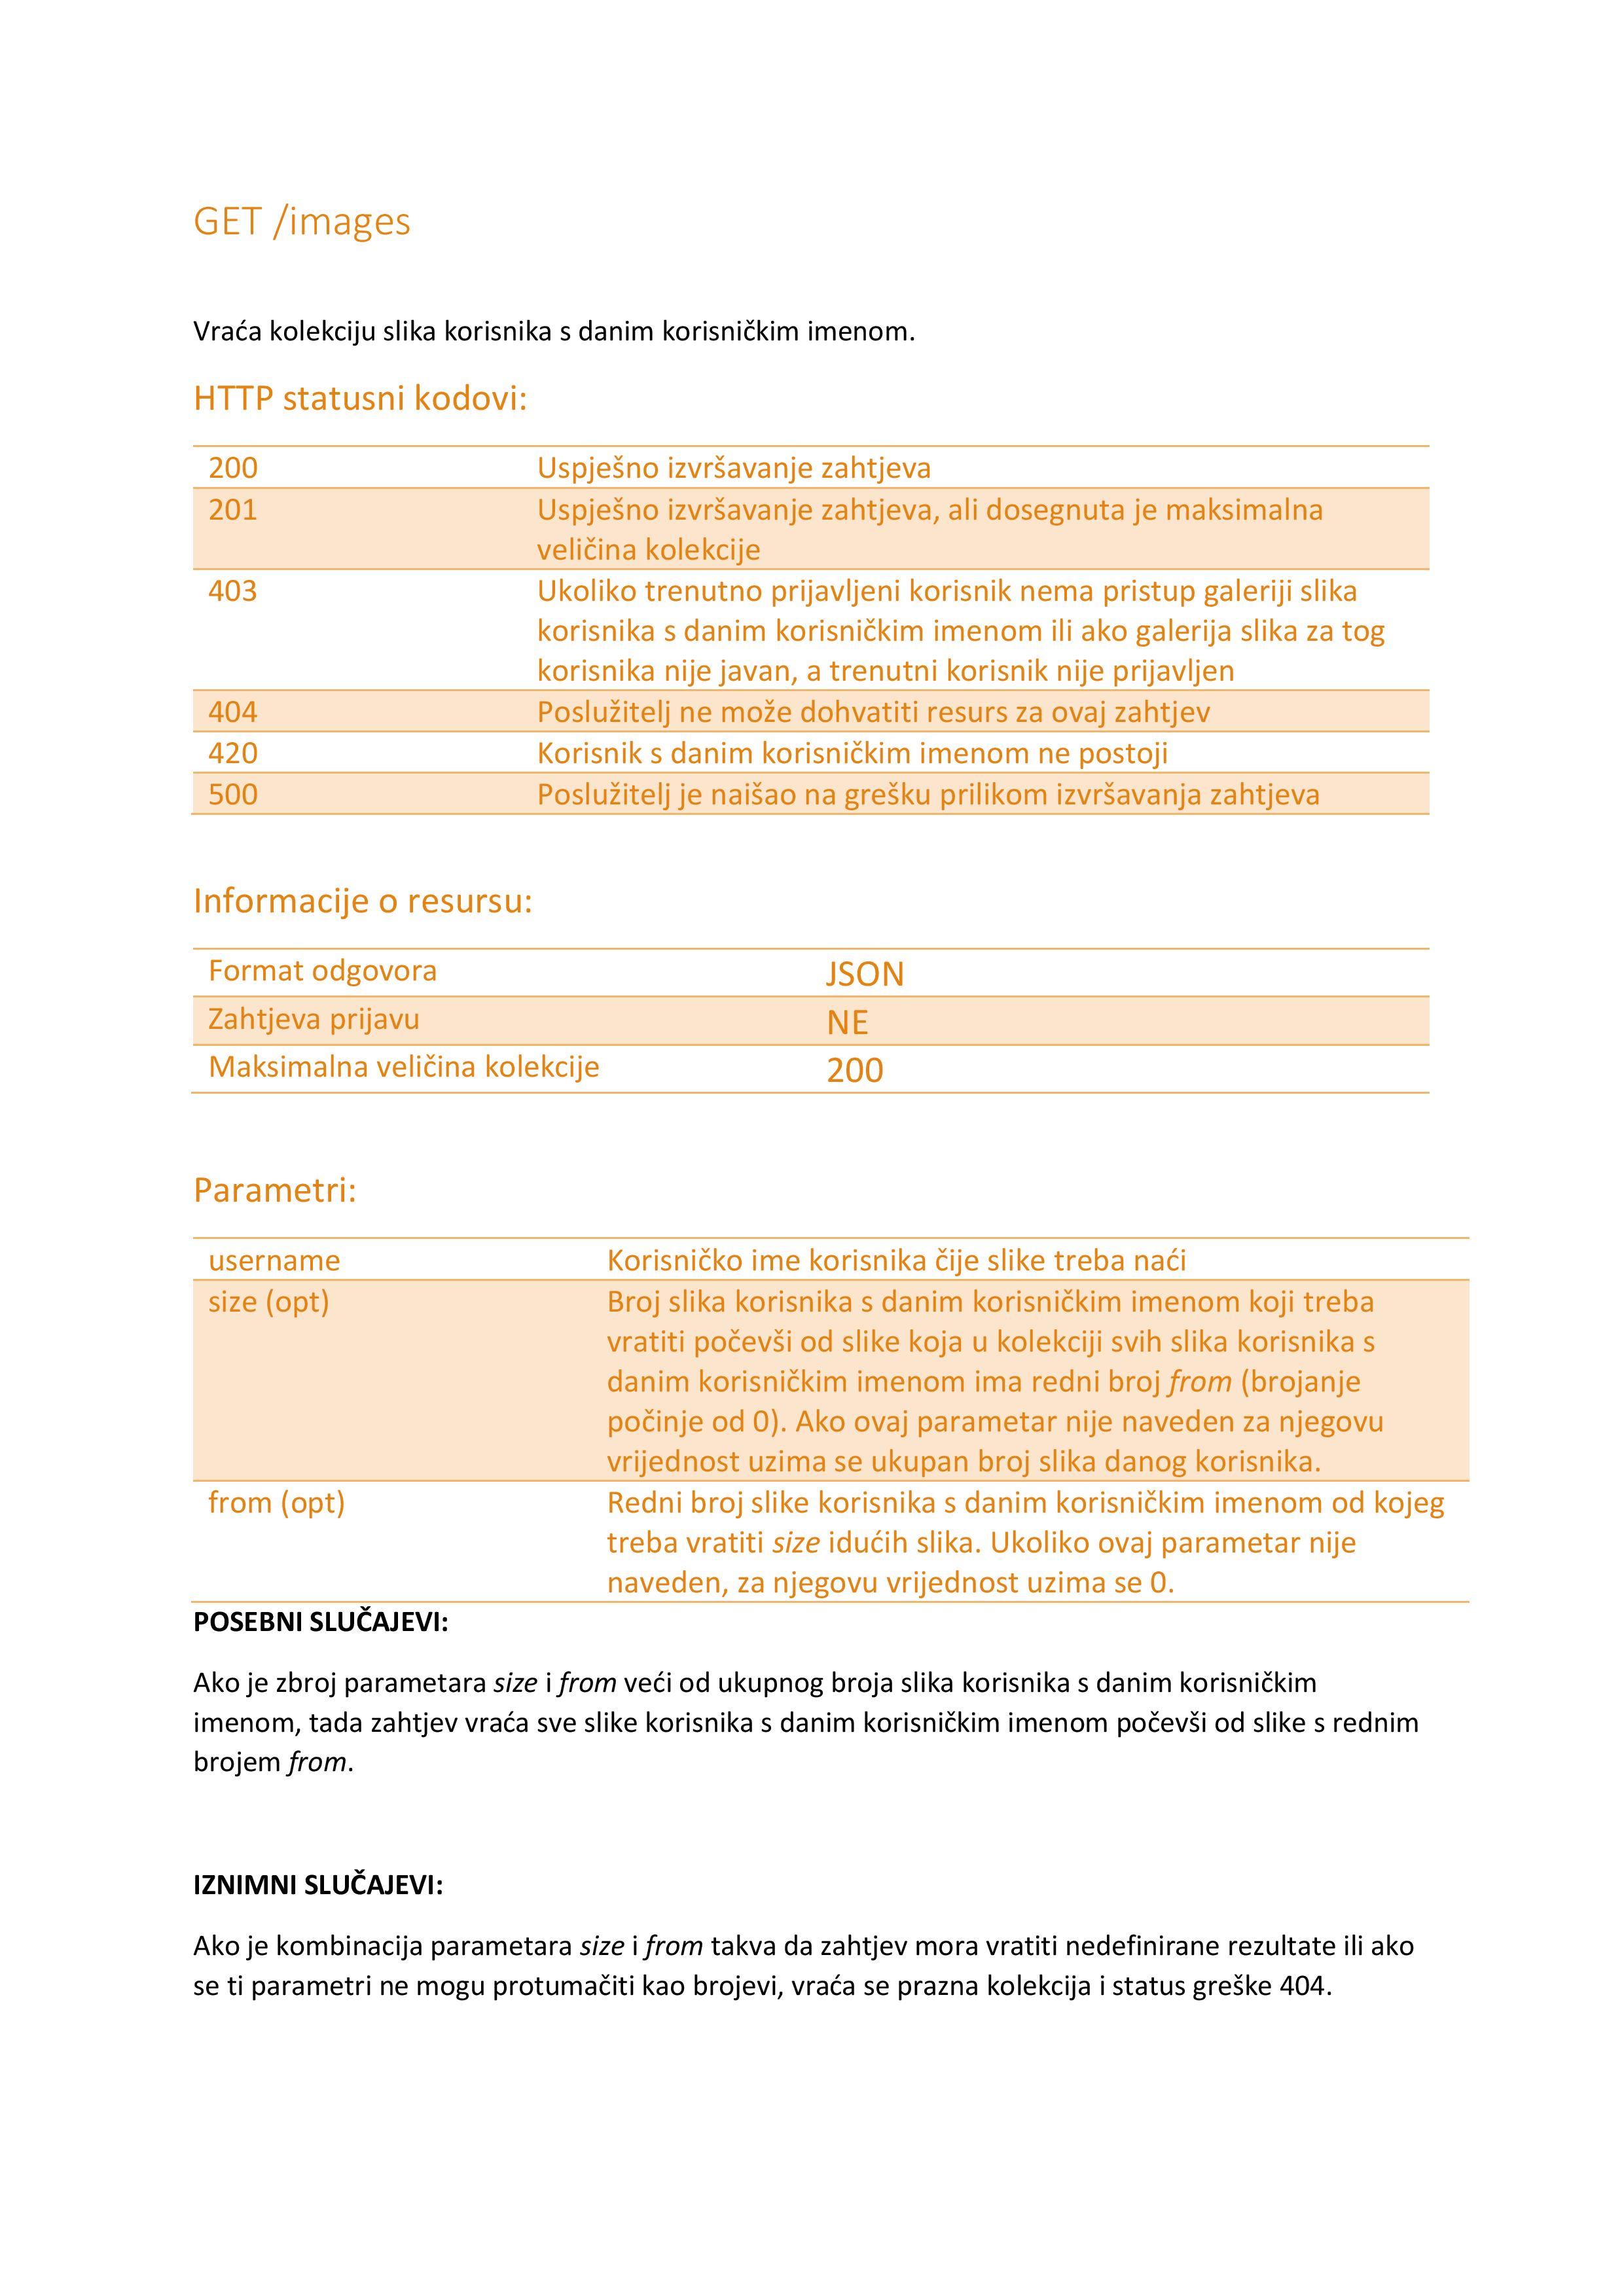 GET /images
Vraća kolekciju slika korisnika s danim korisničkim imenom.
HTTP statusni kodovi:
200 Uspješno izvršavanje zahtjeva
201 Uspješno izvršavanje zahtjeva, ali dosegnuta je maksimalna
veličina kolekcije
403 Ukoliko trenutno prijavljeni korisnik nema pristup galeriji slika
korisnika s danim korisničkim imenom ili ako galerija slika za tog
korisnika nije javan, a trenutni korisnik nije prijavljen
404 Poslužitelj ne može dohvatiti resurs za ovaj zahtjev
420 Korisnik s danim korisničkim imenom ne postoji
500 Poslužitelj je naišao na grešku prilikom izvršavanja zahtjeva
Informacije o resursu:
Format odgovora JSON
Zahtjeva prijavu NE
Maksimalna veličina kolekcije 200
Parametri:
username Korisničko ime korisnika čije slike treba naći
size (opt) Broj slika korisnika s danim korisničkim imenom koji treba
vratiti počevši od slike koja u kolekciji svih slika korisnika s
danim korisničkim imenom ima redni broj from (brojanje
počinje od 0). Ako ovaj parametar nije naveden za njegovu
vrijednost uzima se ukupan broj slika danog korisnika.
from (opt) Redni broj slike korisnika s danim korisničkim imenom od kojeg
treba vratiti size idućih slika. Ukoliko ovaj parametar nije
naveden, za njegovu vrijednost uzima se 0.
POSEBNI SLUČAJEVI:
Ako je zbroj parametara size i from veći od ukupnog broja slika korisnika s danim korisničkim
imenom, tada zahtjev vraća sve slike korisnika s danim korisničkim imenom počevši od slike s rednim
brojem from.
IZNIMNI SLUČAJEVI:
Ako je kombinacija parametara size i from takva da zahtjev mora vratiti nedefinirane rezultate ili ako
se ti parametri ne mogu protumačiti kao brojevi, vraća se prazna kolekcija i status greške 404.